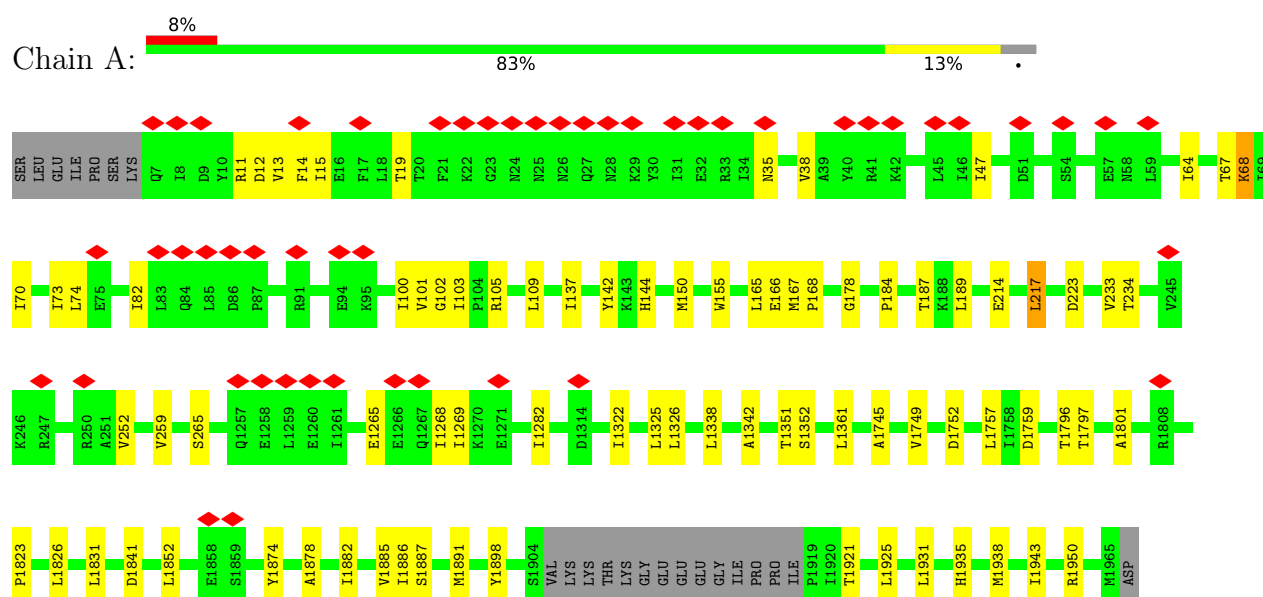 8%
Chain A:
83% 13% •
SER LEU GLU ILE PRO SER LYS Q7 I8 D9 Y10 R11 D12 V13 F14 I15 E16 F17 L18 T19 T20 F21 K22 G23 N24 N25 N26 Q27 N28 K29 Y30 I31 E32 R33 I34 N35 V38 A39 Y40 R41 K42 L45 I46 I47 D51 S54 E57 N58 L59 I64 T67 K68 I69
I70 I73 L74 E75 I82 L83 Q84 L85 D86 P87 R91 E94 K95 I100 V101 G102 I103 P104 R105 L109 I137 Y142 K143 H144 M150 W155 L165 E166 M167 P168 G178 P184 T187 K188 L189 E214 L217 D223 V233 T234 V245
K246 R247 R250 A251 V252 V259 S265 Q1257 E1258 L1259 E1260 I1261 E1265 E1266 Q1267 I1268 I1269 K1270 E1271 I1282 D1314 I1322 L1325 L1326 L1338 A1342 T1351 S1352 L1361 A1745 V1749 D1752 L1757 I1758 D1759 T1796 T1797 A1801 R1808
P1823 L1826 L1831 D1841 L1852 E1858 S1859 Y1874 A1878 I1882 V1885 I1886 S1887 M1891 Y1898 S1904 VAL LYS LYS THR LYS GLY GLU GLU GLU GLU GLY ILE PRO PRO ILE P1919 I1920 T1921 L1925 L1931 H1935 M1938 I1943 R1950 M1965 ASP